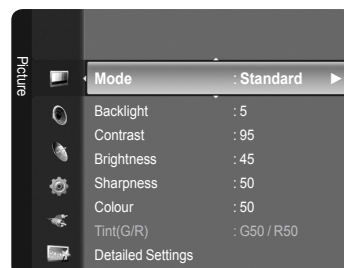 Picture
Mode : Standard
Backlight : 5
Contrast : 95
Brightness : 45
Sharpness : 50
Colour : 50
Tint(G/R) : G50 / R50
Detailed Settings